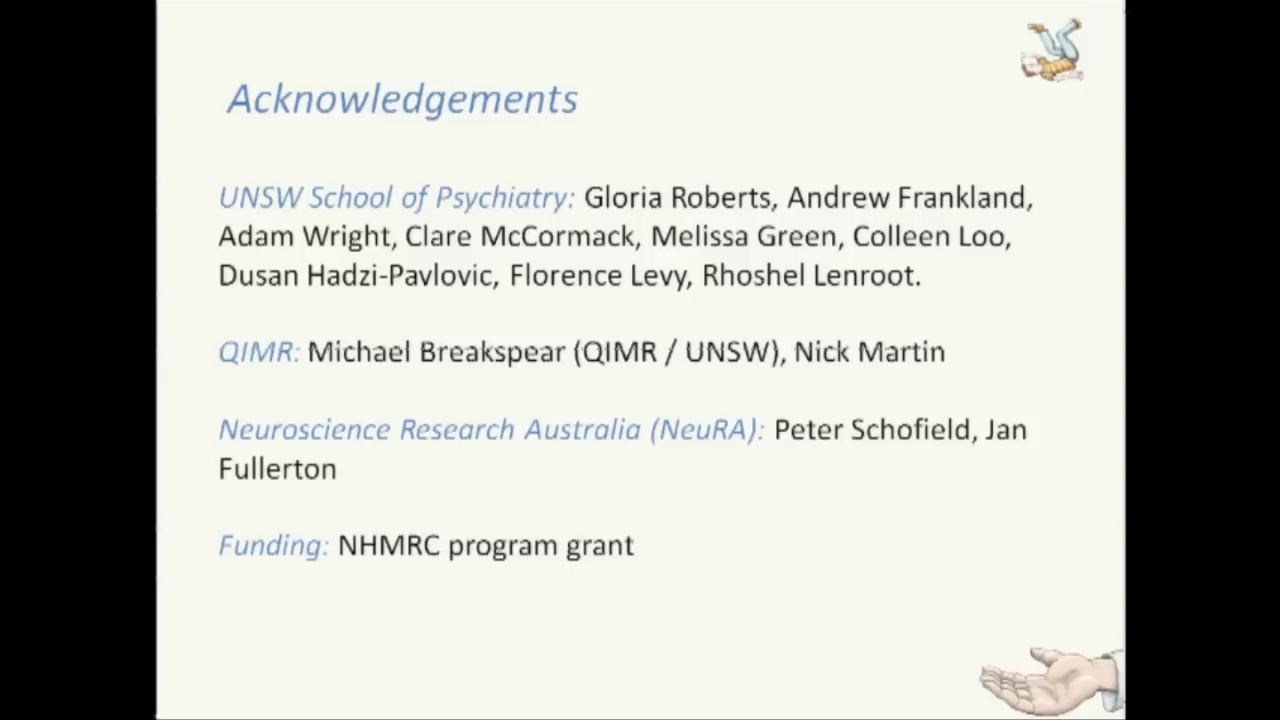 Acknowledgements
UNSW School of Psychiatry: Gloria Roberts, Andrew Frankland,
Adam Wright, Clare McCormack, Melissa Green, Colleen Loo,
Dusan Hadzi-Pavlovic, Florence Levy, Rhoshel Lenroot.
QIMR: Michael Breakspear (QIMR / UNSW), Nick Martin
Neuroscience Research Australia (NeuRA): Peter Schofield, Jan
Fullerton
Funding: NHMRC program grant